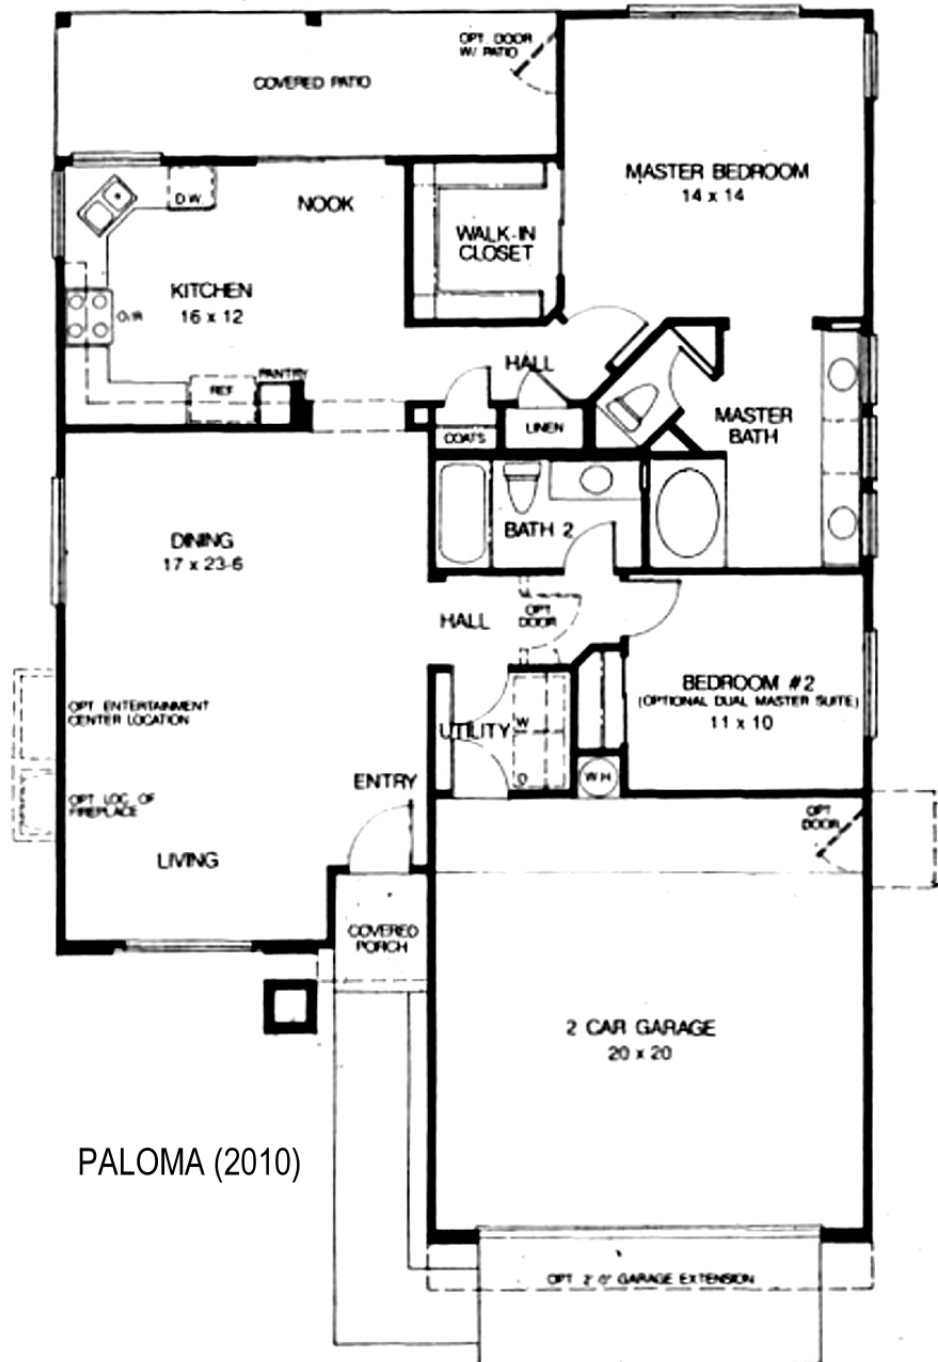 OPT. DOOR
W/ PATIO
COVERED PATIO
MASTER BEDROOM
14 x 14
D.W.
NOOK
WALK-IN
CLOSET
KITCHEN
16 x 12
O/R
HALL
PANTRY
REF
MASTER
BATH
COATS
LINEN
BATH 2
DINING
17 x 23-6
HALL
OPT
DOOR
BEDROOM #2
(OPTIONAL DUAL MASTER SUITE)
11 x 10
OPT ENTERTAINMENT
CENTER LOCATION
UTILITY
W
D
WH
ENTRY
OPT. LOC. OF
FIREPLACE
OPT
DOOR
LIVING
COVERED
PORCH
2 CAR GARAGE
20 x 20
PALOMA (2010)
OPT 2' 0" GARAGE EXTENSION